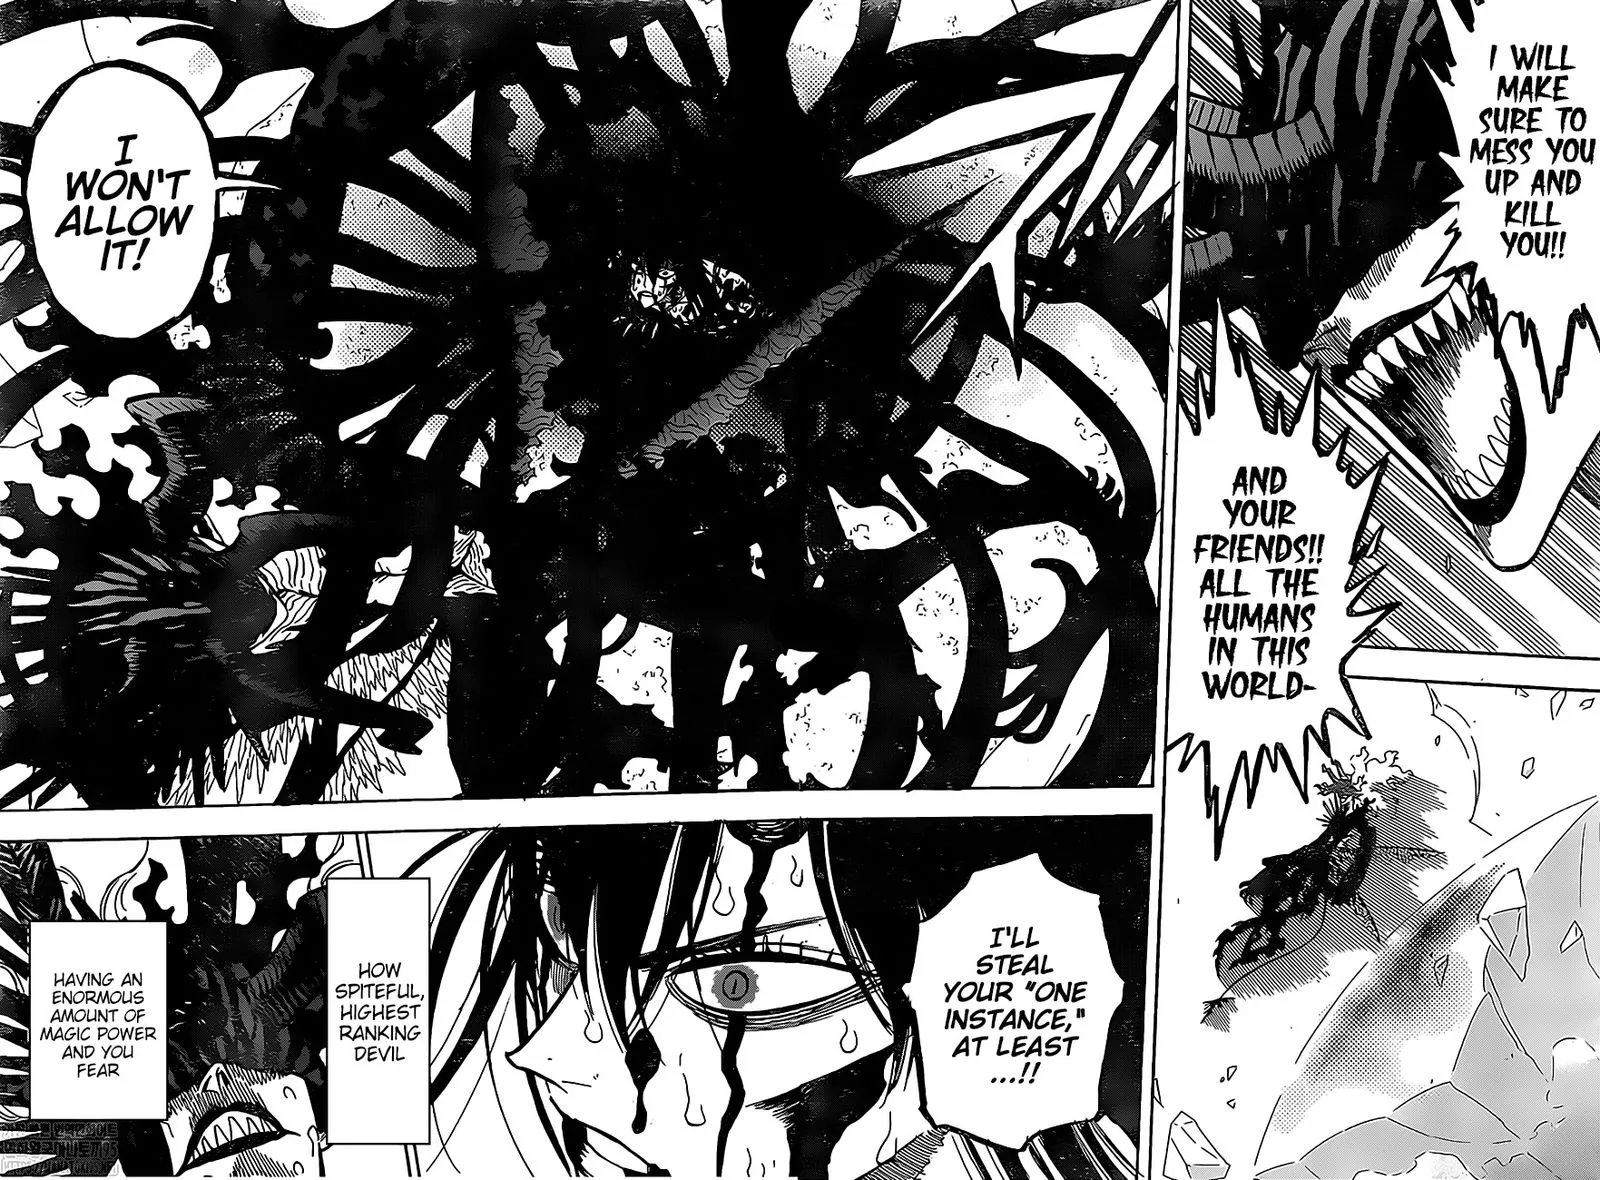 I WILL
MAKE
SURE TO
MESS YOU
UP AND
KILL
YOU!!
AND
YOUR
FRIENDS!!
ALL THE
HUMANS
IN THIS
WORLD-
I
WON'T
ALLOW
IT!
I'LL
STEAL
YOUR "ONE
INSTANCE,"
AT LEAST
...!!
HOW
SPITEFUL,
HIGHEST
RANKING
DEVIL
HAVING AN
ENORMOUS
AMOUNT OF
MAGIC POWER
AND YOU
FEAR